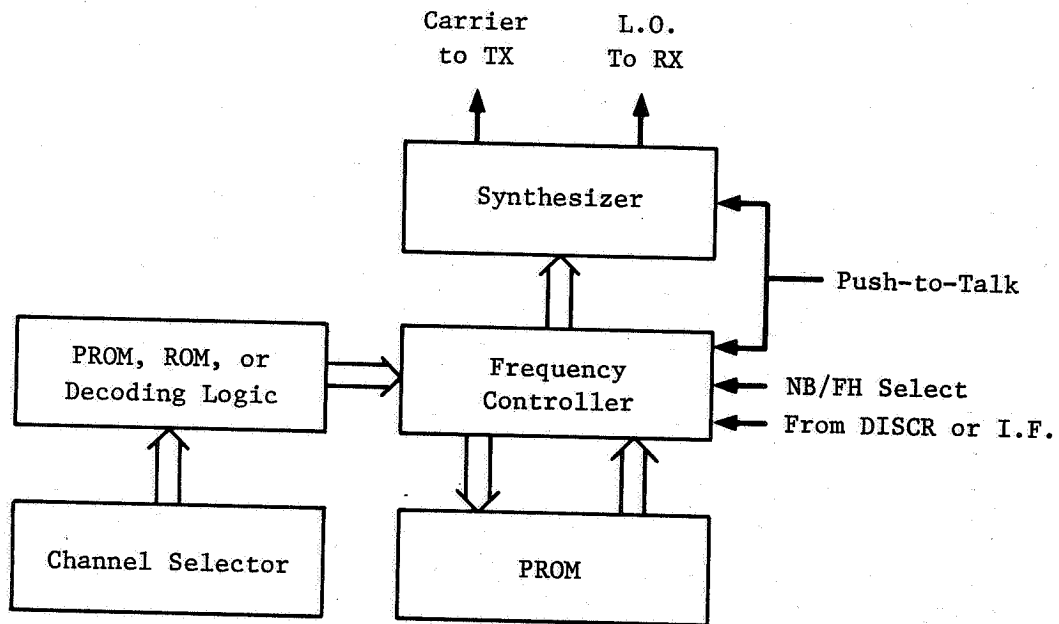 Carrier
to TX
L.O.
To RX
Synthesizer
Push-to-Talk
PROM, ROM, or
Decoding Logic
Frequency
Controller
NB/FH Select
From DISCR or I.F.
Channel Selector
PROM